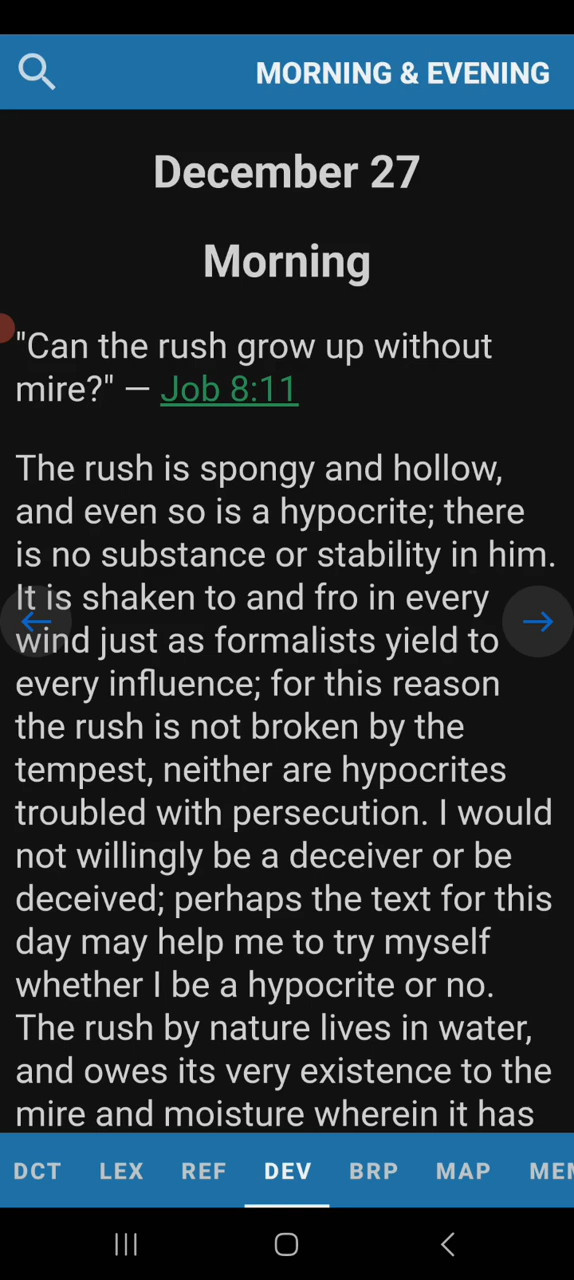 MORNING & EVENING
December 27
Morning
"Can the rush grow up without
mire?" — Job 8:11
The rush is spongy and hollow,
and even so is a hypocrite; there
is no substance or stability in him.
It is shaken to and fro in every
wind just as formalists yield to
every influence; for this reason
the rush is not broken by the
tempest, neither are hypocrites
troubled with persecution. I would
not willingly be a deceiver or be
deceived; perhaps the text for this
day may help me to try myself
whether I be a hypocrite or no.
The rush by nature lives in water,
and owes its very existence to the
mire and moisture wherein it has
DCT LEX REF DEV BRP MAP MEM